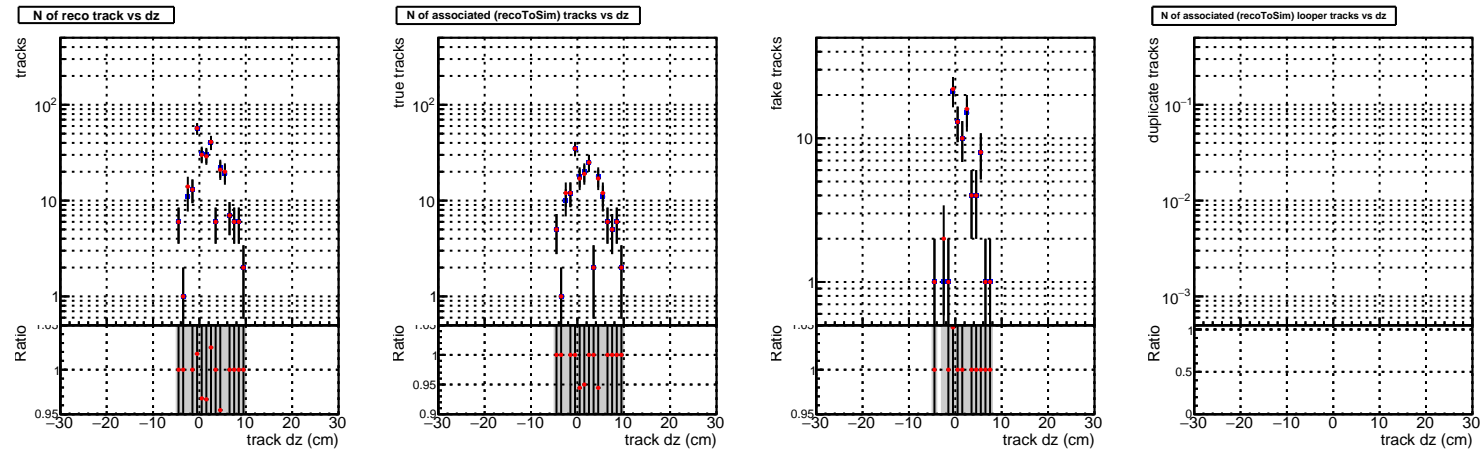 N of reco track vs dz
tracks
10²
10
1
Ratio
1
0.95
−30 −20 −10 0 10 20 30
track dz (cm)
N of associated (recoToSim) tracks vs dz
true tracks
10²
10
1
Ratio
1
0.95
0.9
−30 −20 −10 0 10 20 30
track dz (cm)
fake tracks
10
1
Ratio
1
0.95
−30 −20 −10 0 10 20 30
track dz (cm)
N of associated (recoToSim) looper tracks vs dz
duplicate tracks
10⁻¹
10⁻²
10⁻³
Ratio
1
0.5
0
−30 −20 −10 0 10 20 30
track dz (cm)